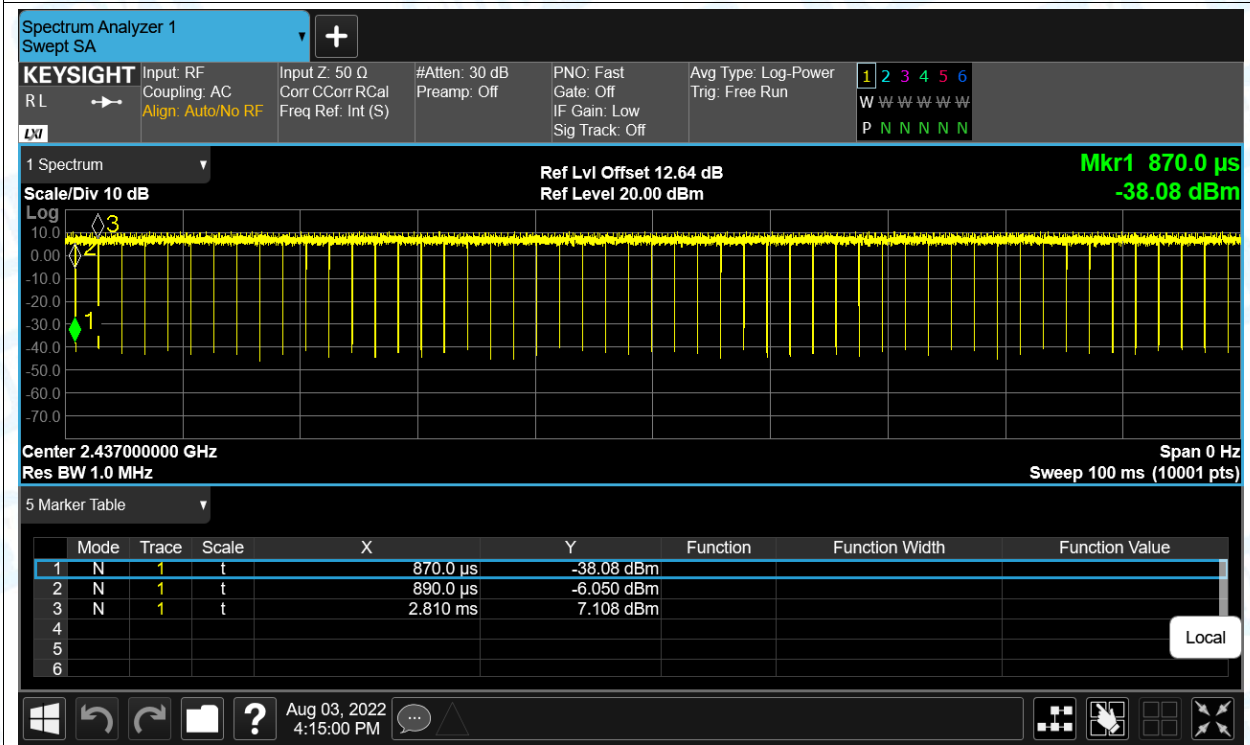 Spectrum Analyzer 1
Swept SA
KEYSIGHT
R L
LXI
Input: RF
Coupling: AC
Align: Auto/No RF
Input Z: 50 Ω
Corr CCorr RCal
Freq Ref: Int (S)
#Atten: 30 dB
Preamp: Off
PNO: Fast
Gate: Off
IF Gain: Low
Sig Track: Off
Avg Type: Log-Power
Trig: Free Run
1 2 3 4 5 6
W W W W W W
P N N N N N
1 Spectrum
Scale/Div 10 dB
Ref Lvl Offset 12.64 dB
Ref Level 20.00 dBm
Mkr1 870.0 µs
-38.08 dBm
Log
10.0
0.00
-10.0
-20.0
-30.0
-40.0
-50.0
-60.0
-70.0
3
2
1
Center 2.437000000 GHz
Span 0 Hz
Res BW 1.0 MHz
Sweep 100 ms (10001 pts)
5 Marker Table
Mode Trace Scale X Y Function Function Width Function Value
1 N 1 t 870.0 µs -38.08 dBm
2 N 1 t 890.0 µs -6.050 dBm
3 N 1 t 2.810 ms 7.108 dBm
4
5
6
Local
?
Aug 03, 2022
4:15:00 PM